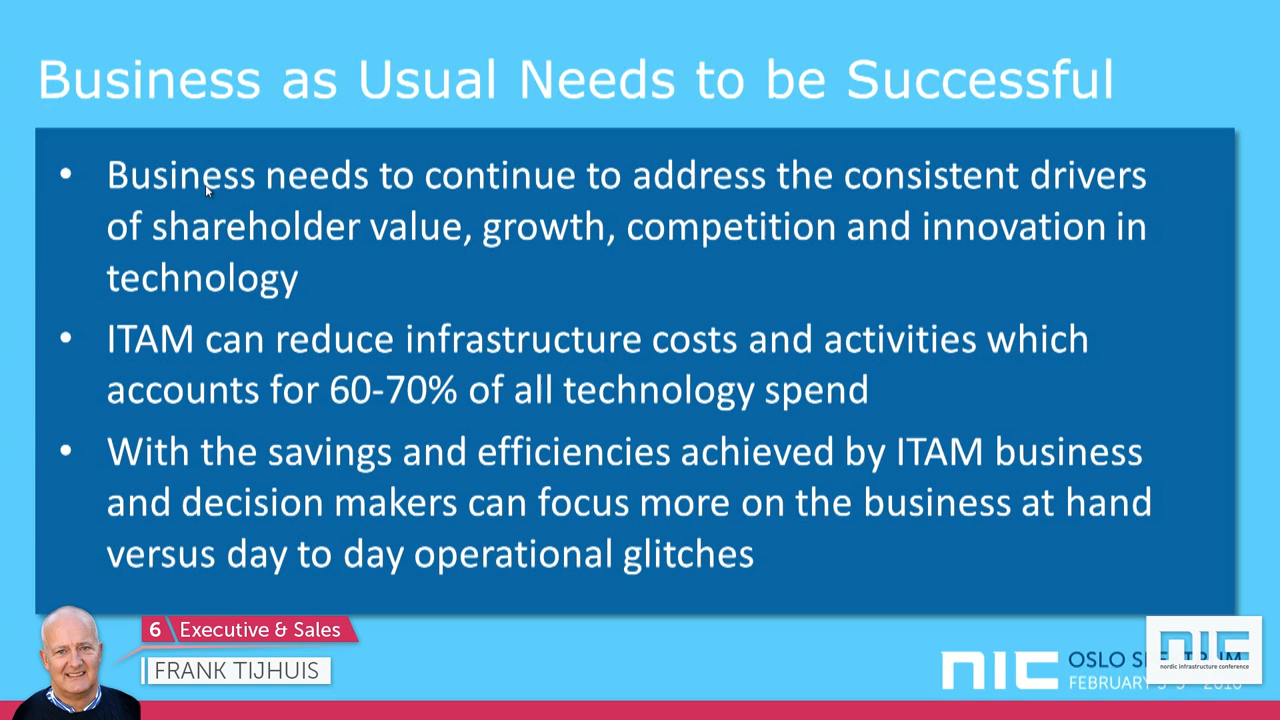 Business as Usual Needs to be Successful
• Business needs to continue to address the consistent drivers
of shareholder value, growth, competition and innovation in
technology
• ITAM can reduce infrastructure costs and activities which
accounts for 60-70% of all technology spend
• With the savings and efficiencies achieved by ITAM business
and decision makers can focus more on the business at hand
versus day to day operational glitches
6 Executive & Sales
FRANK TIJHUIS
NIC OSLO
FEBRUARY
NIC
nordic infrastructure conference